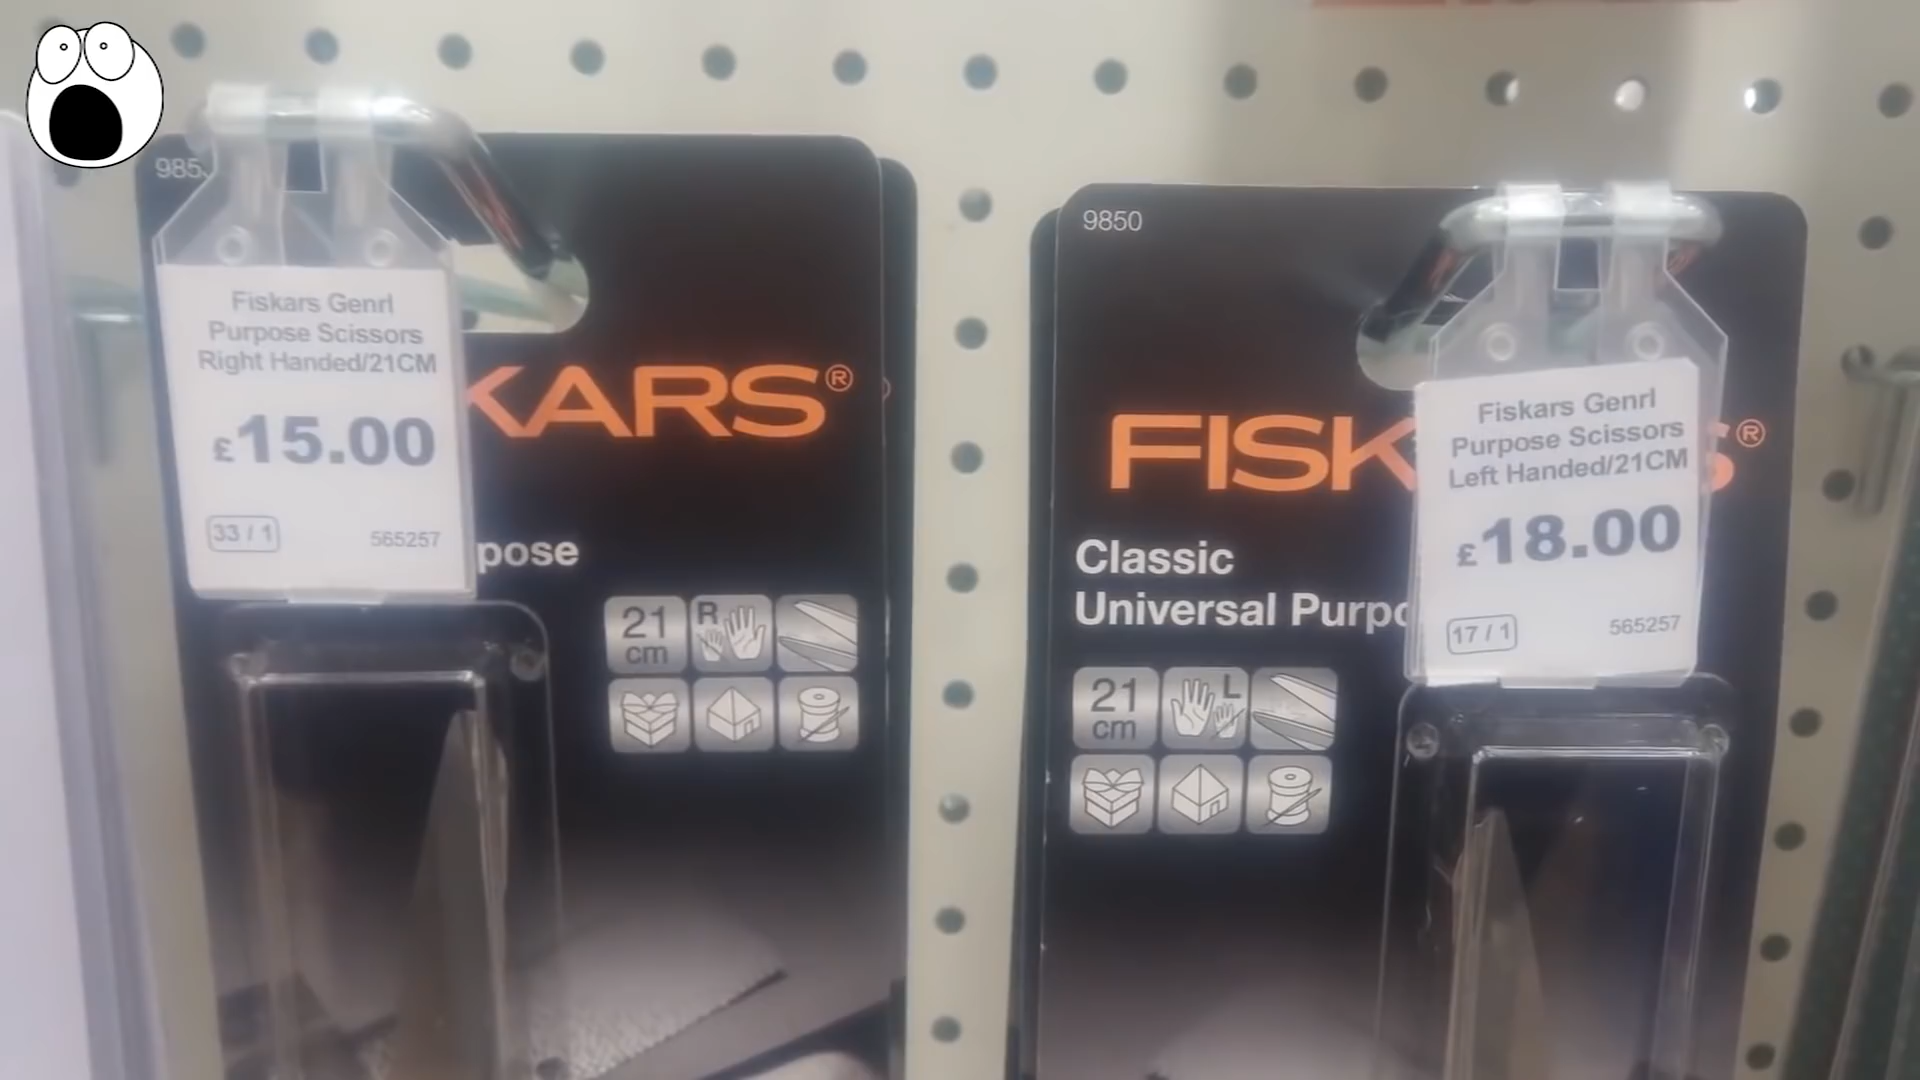 985
Fiskars Genrl
Purpose Scissors
Right Handed/21CM
£15.00
33 / 1
565257
KARS®
pose
21
cm
R
9850
FISK S®
Classic
Universal Purpo
21
cm
L
Fiskars Genrl
Purpose Scissors
Left Handed/21CM
£18.00
17 / 1
565257